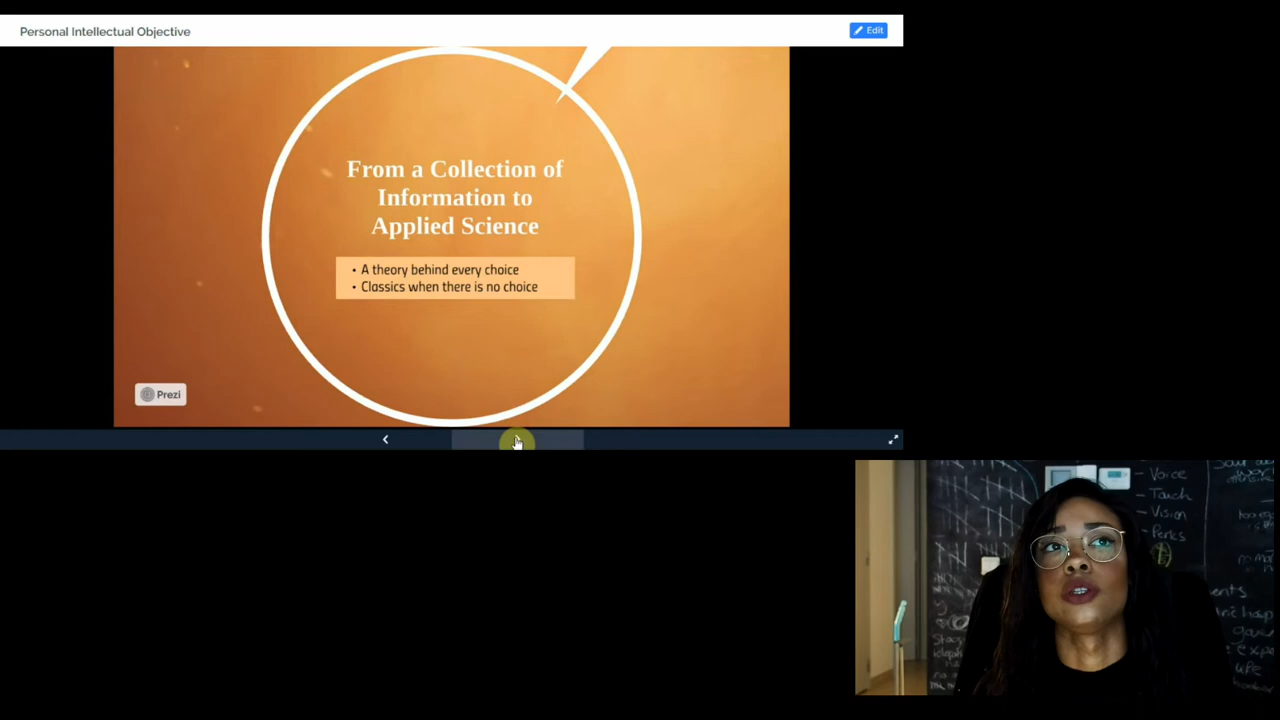 Personal Intellectual Objective
Edit
From a Collection of
Information to
Applied Science
• A theory behind every choice
• Classics when there is no choice
Prezi
- Voice
- Touch
- Vision
- Perks
life